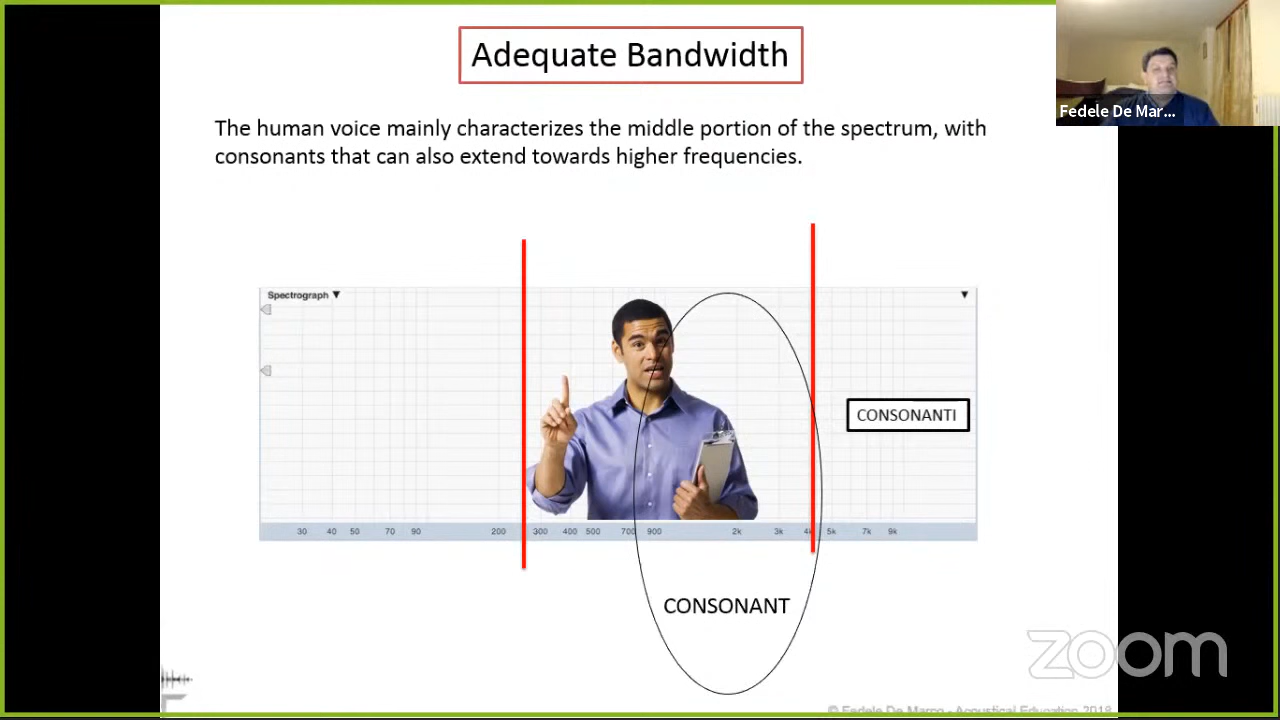 Adequate Bandwidth
Fedele De Mar...
The human voice mainly characterizes the middle portion of the spectrum, with
consonants that can also extend towards higher frequencies.
Spectrograph
CONSONANTI
30 40 50 70 90 200 300 400 500 700 900 2k 3k 4k 5k 7k 9k
CONSONANT
zoom
© Fedele De Marco - Acoustical Education 2018